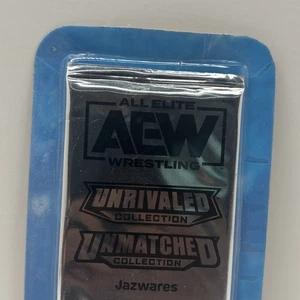 ALL ELITE
AEW
WRESTLING
UNRIVALED
COLLECTION
UNMATCHED
COLLECTION
Jazwares